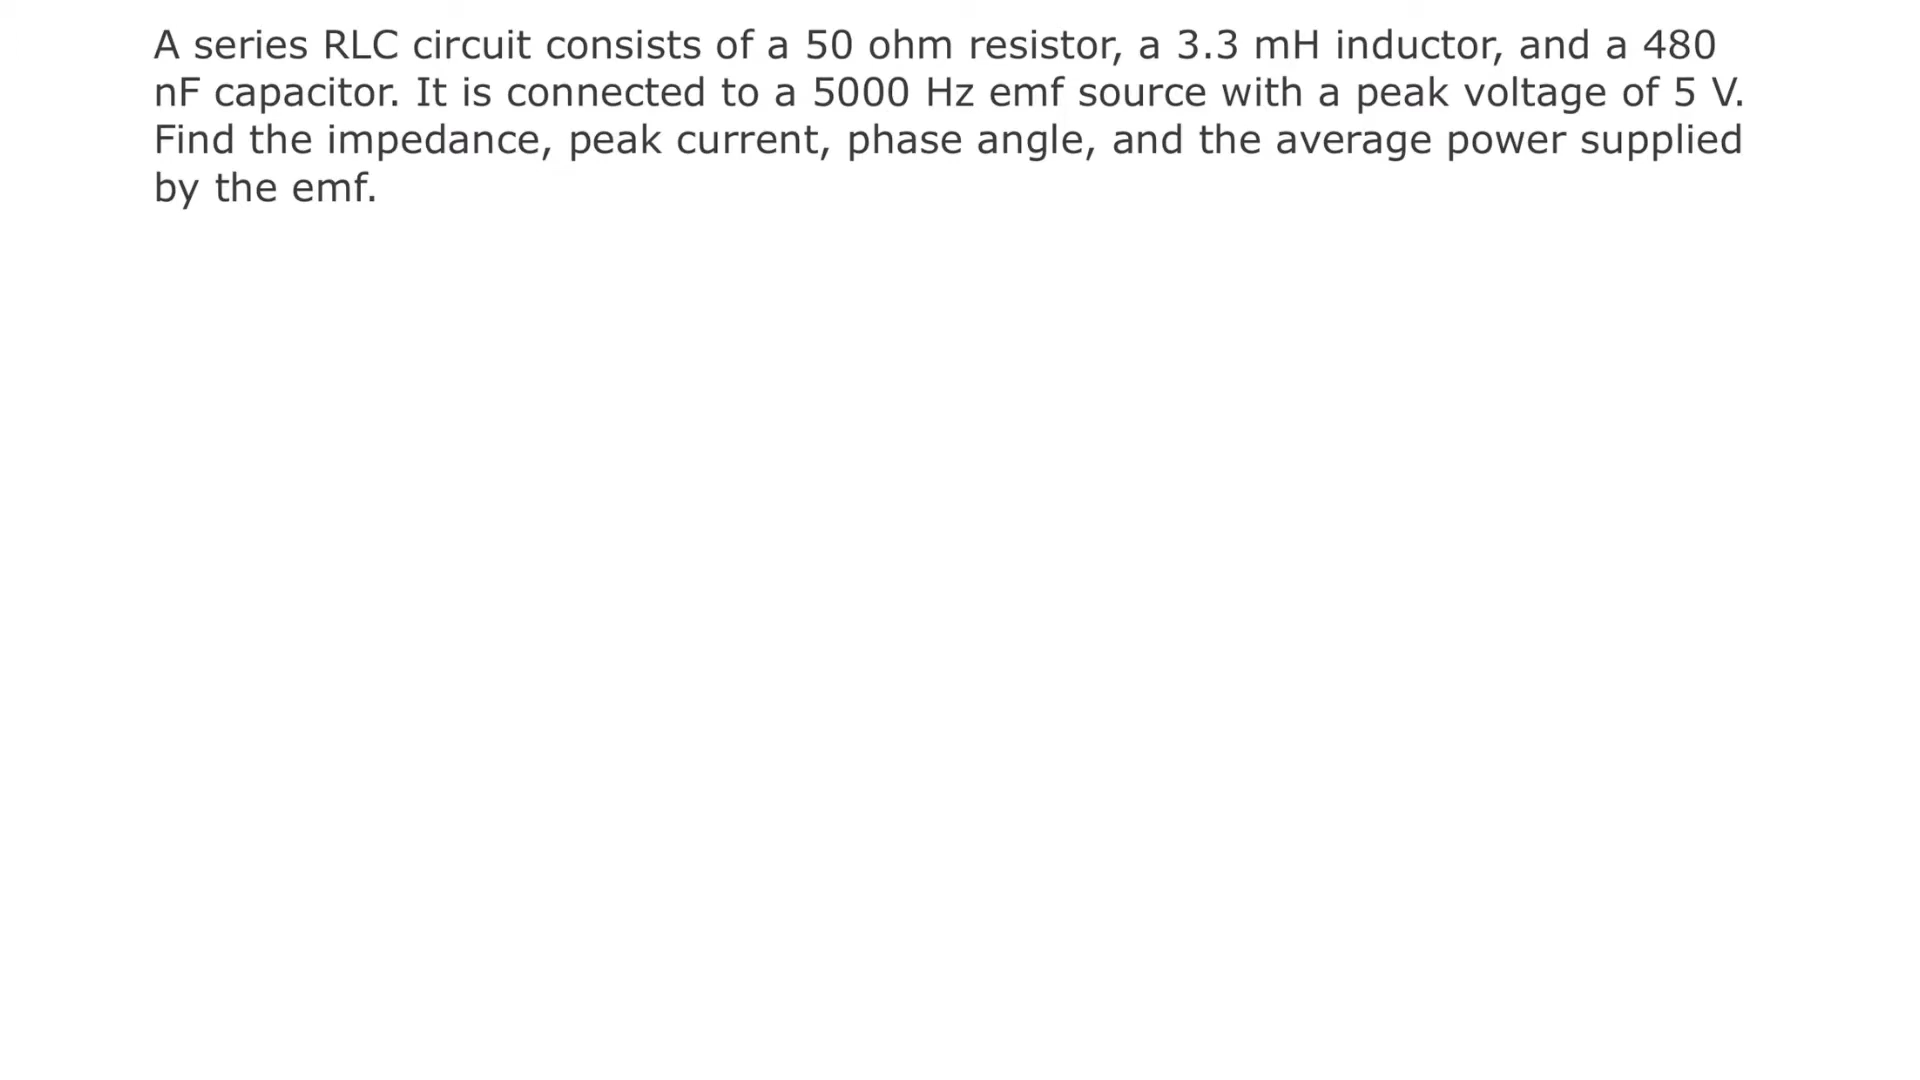 A series RLC circuit consists of a 50 ohm resistor, a 3.3 mH inductor, and a 480
nF capacitor. It is connected to a 5000 Hz emf source with a peak voltage of 5 V.
Find the impedance, peak current, phase angle, and the average power supplied
by the emf.